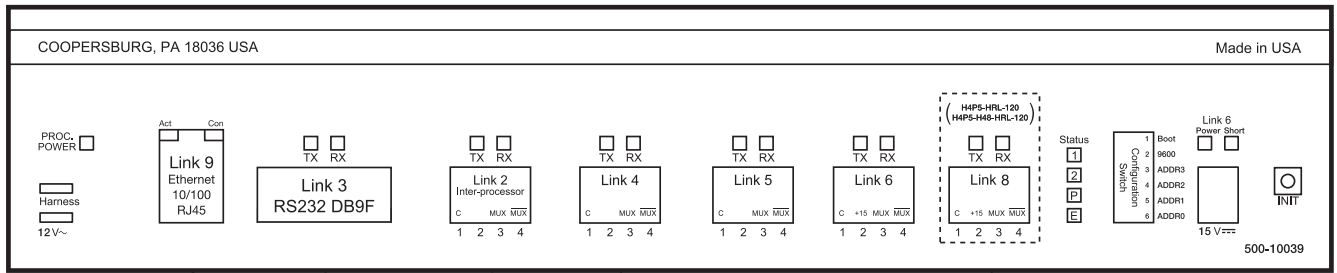 COOPERSBURG, PA 18036 USA
Made in USA
PROC.
POWER
Harness
12 V~
Act
Con
Link 9
Ethernet
10/100
RJ45
TX RX
Link 3
RS232 DB9F
TX RX
Link 2
Inter-processor
C MUX M̅U̅X̅
1 2 3 4
TX RX
Link 4
C MUX M̅U̅X̅
1 2 3 4
TX RX
Link 5
C MUX M̅U̅X̅
1 2 3 4
TX RX
Link 6
C +15 MUX M̅U̅X̅
1 2 3 4
(H4P5-HRL-120
H4P5-H48-HRL-120)
TX RX
Link 8
C +15 MUX M̅U̅X̅
1 2 3 4
Status
1
2
P
E
Configuration
Switch
1 Boot
2 9600
3 ADDR3
4 ADDR2
5 ADDR1
6 ADDR0
Link 6
Power Short
15 V⎓
INIT
500-10039